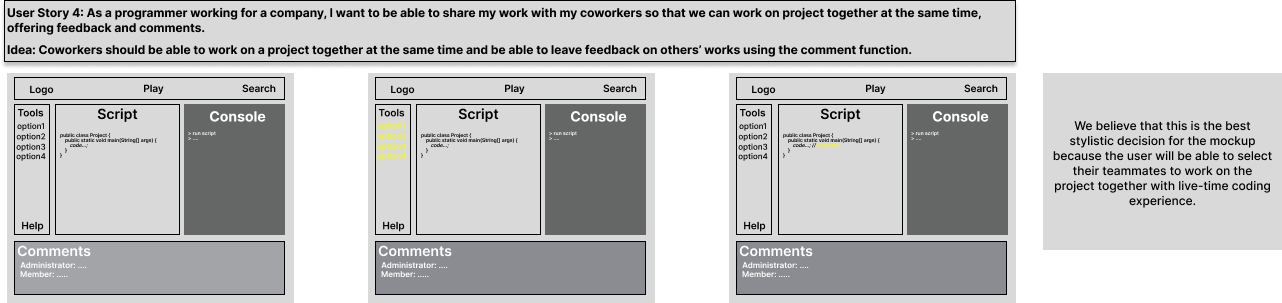 User Story 4: As a programmer working for a company, I want to be able to share my work with my coworkers so that we can work on project together at the same time,
offering feedback and comments.
Idea: Coworkers should be able to work on a project together at the same time and be able to leave feedback on others’ works using the comment function.
Logo Play Search
Tools
option1
option2
option3
option4
Help
Script
public class Project {
public static void main(String[] args) {
code...;
}
}
Console
> run script
> ...
Comments
Administrator: ....
Member: .....
Logo Play Search
Tools
option1
option2
option3
option4
Help
Script
public class Project {
public static void main(String[] args) {
code...;
}
}
Console
> run script
> ...
Comments
Administrator: ....
Member: .....
Logo Play Search
Tools
option1
option2
option3
option4
Help
Script
public class Project {
public static void main(String[] args) {
code...; //
}
}
Console
> run script
> ...
Comments
Administrator: ....
Member: .....
We believe that this is the best
stylistic decision for the mockup
because the user will be able to select
their teammates to work on the
project together with live-time coding
experience.